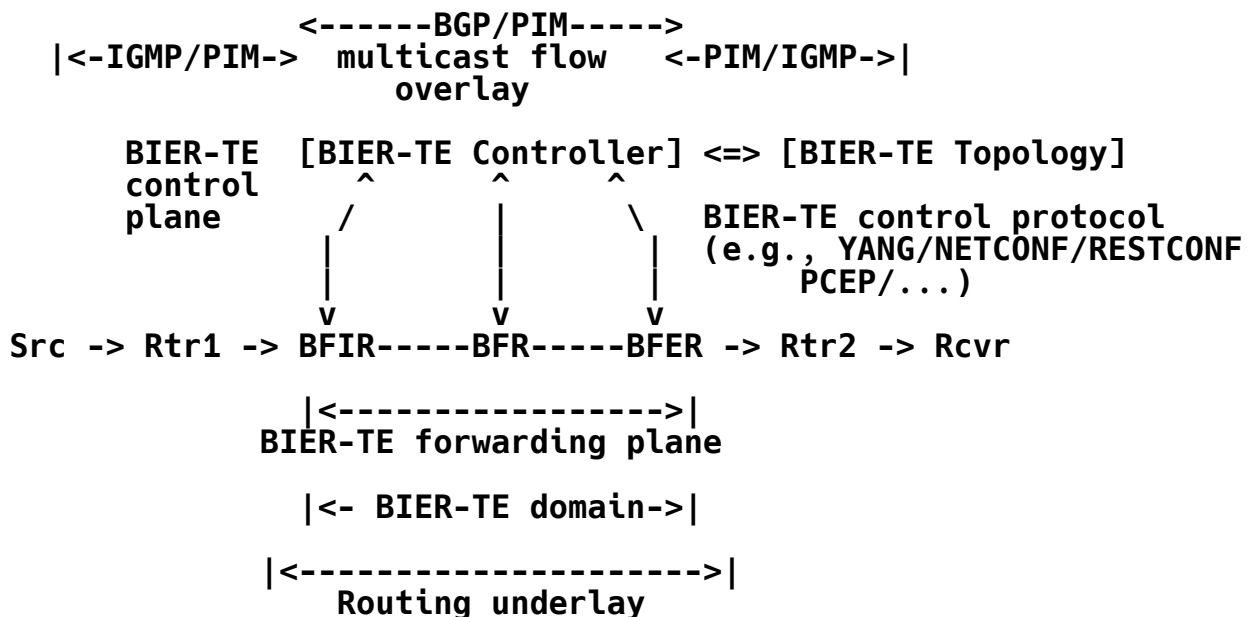 <------BGP/PIM----->
|<-IGMP/PIM-> multicast flow <-PIM/IGMP->|
overlay
BIER-TE [BIER-TE Controller] <=> [BIER-TE Topology]
control ^ ^ ^
plane / | \ BIER-TE control protocol
| | | (e.g., YANG/NETCONF/RESTCONF
| | | PCEP/...)
v v v
Src -> Rtr1 -> BFIR-----BFR-----BFER -> Rtr2 -> Rcvr
|<----------------->|
BIER-TE forwarding plane
|<- BIER-TE domain->|
|<--------------------->|
Routing underlay